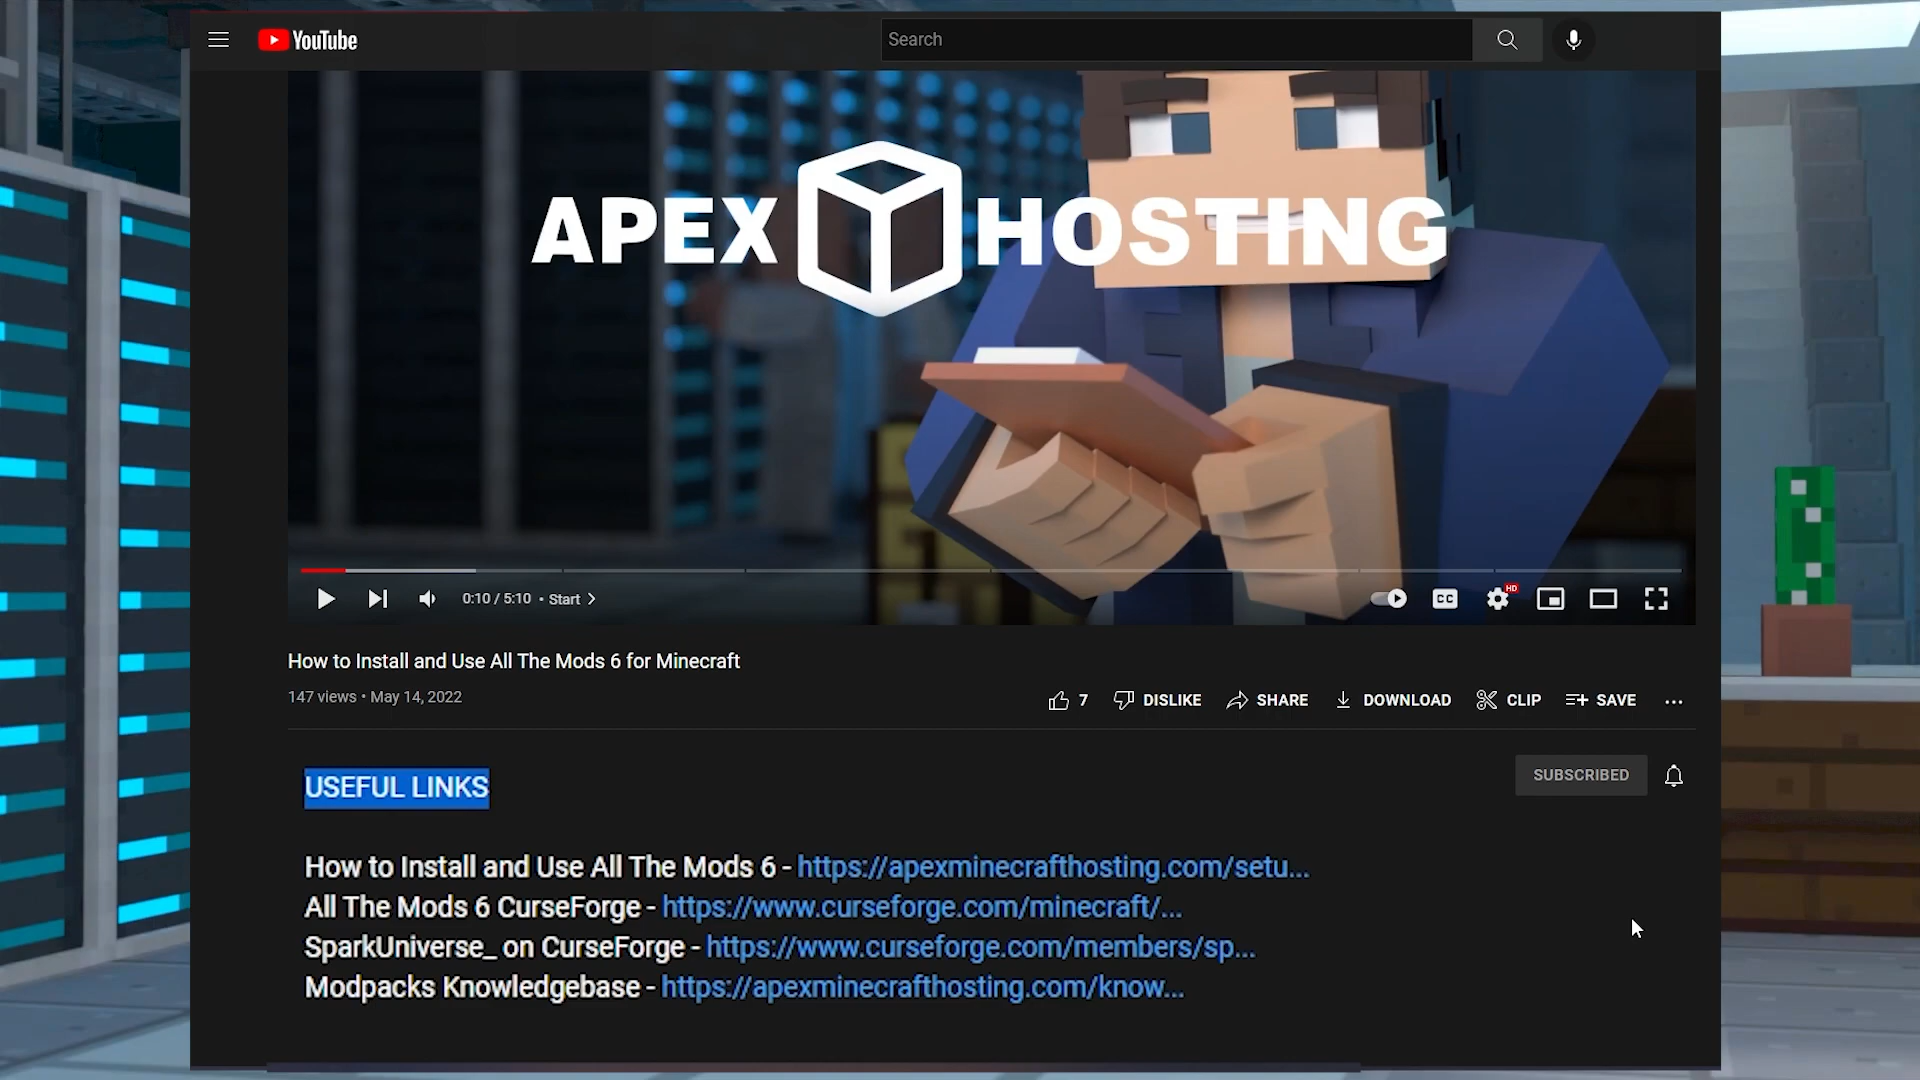 YouTube
Search
APEX HOSTING
0:10 / 5:10 • Start
CC
HD
How to Install and Use All The Mods 6 for Minecraft
147 views • May 14, 2022
7 DISLIKE SHARE DOWNLOAD CLIP SAVE ...
USEFUL LINKS
SUBSCRIBED
How to Install and Use All The Mods 6 - https://apexminecrafthosting.com/setu...
All The Mods 6 CurseForge - https://www.curseforge.com/minecraft/...
SparkUniverse_ on CurseForge - https://www.curseforge.com/members/sp...
Modpacks Knowledgebase - https://apexminecrafthosting.com/know...